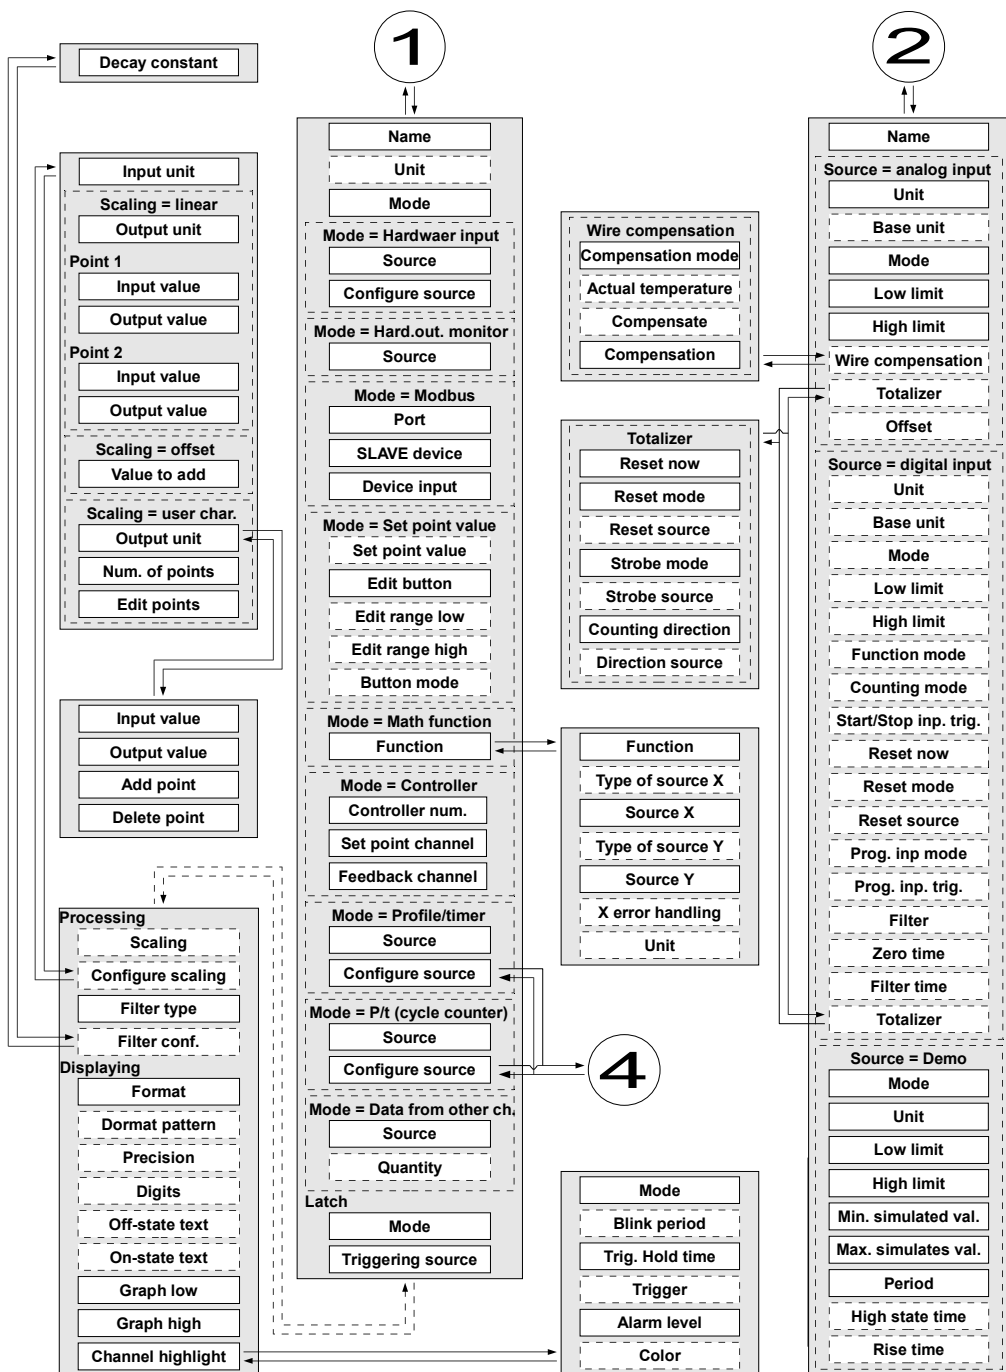 1
2
Decay constant
Input unit
Scaling = linear
Output unit
Point 1
Input value
Output value
Point 2
Input value
Output value
Scaling = offset
Value to add
Scaling = user char.
Output unit
Num. of points
Edit points
Input value
Output value
Add point
Delete point
Processing
Scaling
Configure scaling
Filter type
Filter conf.
Displaying
Format
Dormat pattern
Precision
Digits
Off-state text
On-state text
Graph low
Graph high
Channel highlight
Name
Unit
Mode
Mode = Hardwaer input
Source
Configure source
Mode = Hard.out. monitor
Source
Mode = Modbus
Port
SLAVE device
Device input
Mode = Set point value
Set point value
Edit button
Edit range low
Edit range high
Button mode
Mode = Math function
Function
Mode = Controller
Controller num.
Set point channel
Feedback channel
Mode = Profile/timer
Source
Configure source
Mode = P/t (cycle counter)
Source
Configure source
Mode = Data from other ch.
Source
Quantity
Latch
Mode
Triggering source
Wire compensation
Compensation mode
Actual temperature
Compensate
Compensation
Totalizer
Reset now
Reset mode
Reset source
Strobe mode
Strobe source
Counting direction
Direction source
Function
Type of source X
Source X
Type of source Y
Source Y
X error handling
Unit
4
Mode
Blink period
Trig. Hold time
Trigger
Alarm level
Color
Name
Source = analog input
Unit
Base unit
Mode
Low limit
High limit
Wire compensation
Totalizer
Offset
Source = digital input
Unit
Base unit
Mode
Low limit
High limit
Function mode
Counting mode
Start/Stop inp. trig.
Reset now
Reset mode
Reset source
Prog. inp mode
Prog. inp. trig.
Filter
Zero time
Filter time
Totalizer
Source = Demo
Mode
Unit
Low limit
High limit
Min. simulated val.
Max. simulates val.
Period
High state time
Rise time